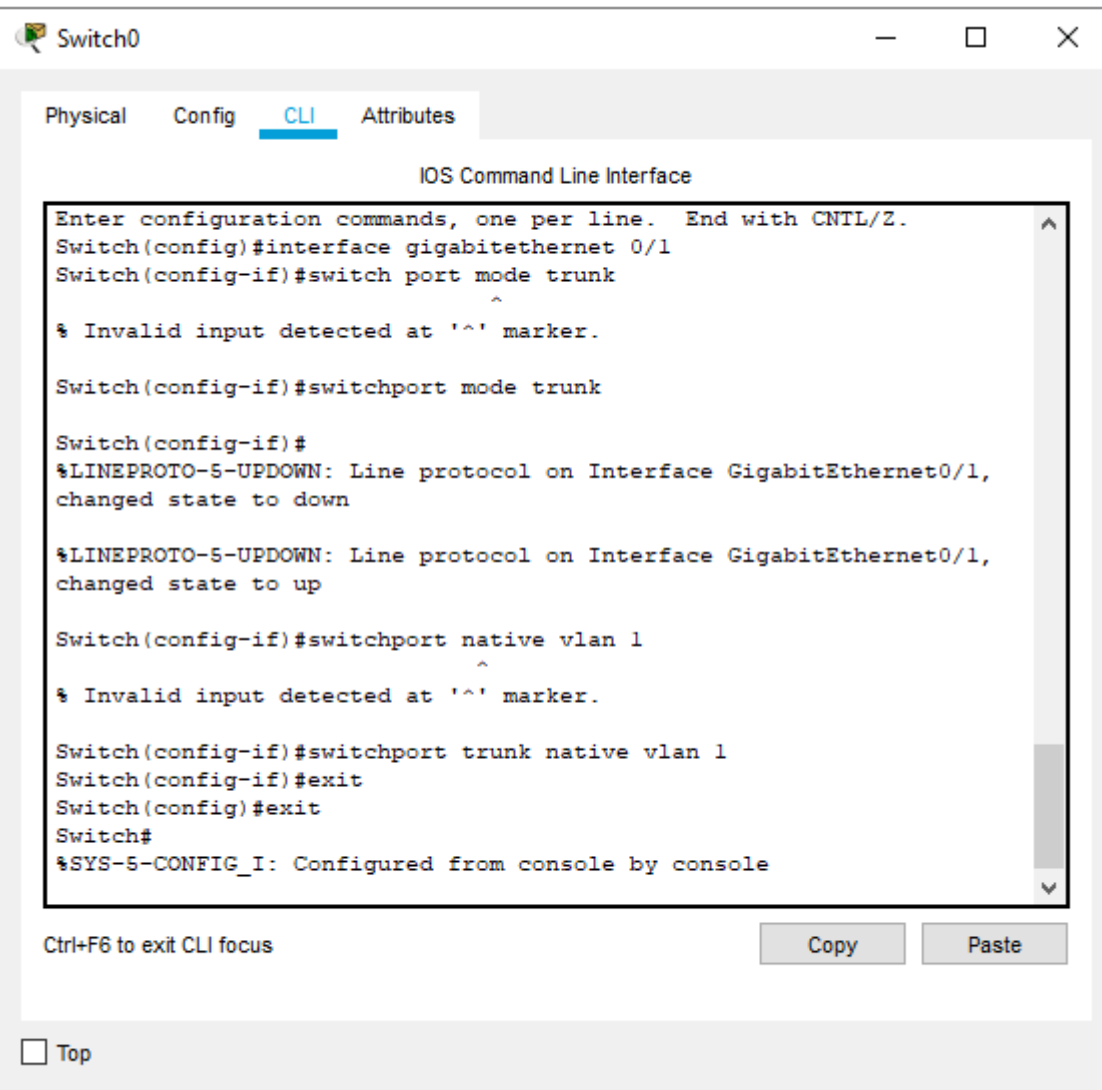 Switch0
Physical Config CLI Attributes
IOS Command Line Interface
Enter configuration commands, one per line.  End with CNTL/Z.
Switch(config)#interface gigabitethernet 0/1
Switch(config-if)#switch port mode trunk
^
% Invalid input detected at '^' marker.
Switch(config-if)#switchport mode trunk
Switch(config-if)#
%LINEPROTO-5-UPDOWN: Line protocol on Interface GigabitEthernet0/1,
changed state to down
%LINEPROTO-5-UPDOWN: Line protocol on Interface GigabitEthernet0/1,
changed state to up
Switch(config-if)#switchport native vlan 1
^
% Invalid input detected at '^' marker.
Switch(config-if)#switchport trunk native vlan 1
Switch(config-if)#exit
Switch(config)#exit
Switch#
%SYS-5-CONFIG_I: Configured from console by console
Ctrl+F6 to exit CLI focus Copy Paste
Top